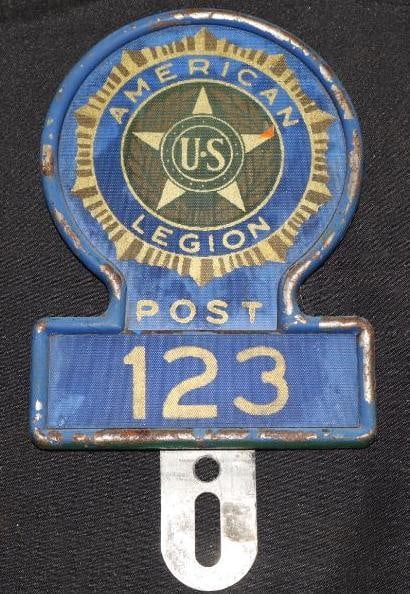 AMERICAN
U·S
LEGION
POST
123